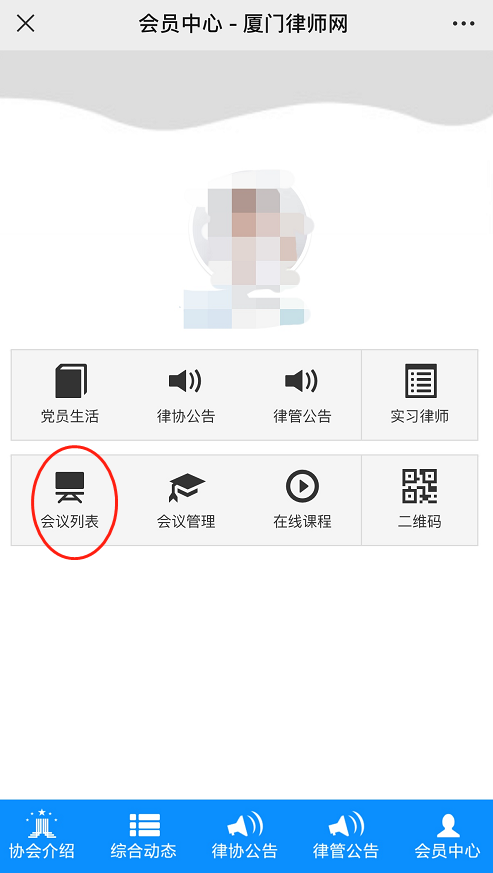 会员中心 - 厦门律师网
党员生活 律协公告 律管公告 实习律师
会议列表 会议管理 在线课程 二维码
协会介绍 综合动态 律协公告 律管公告 会员中心